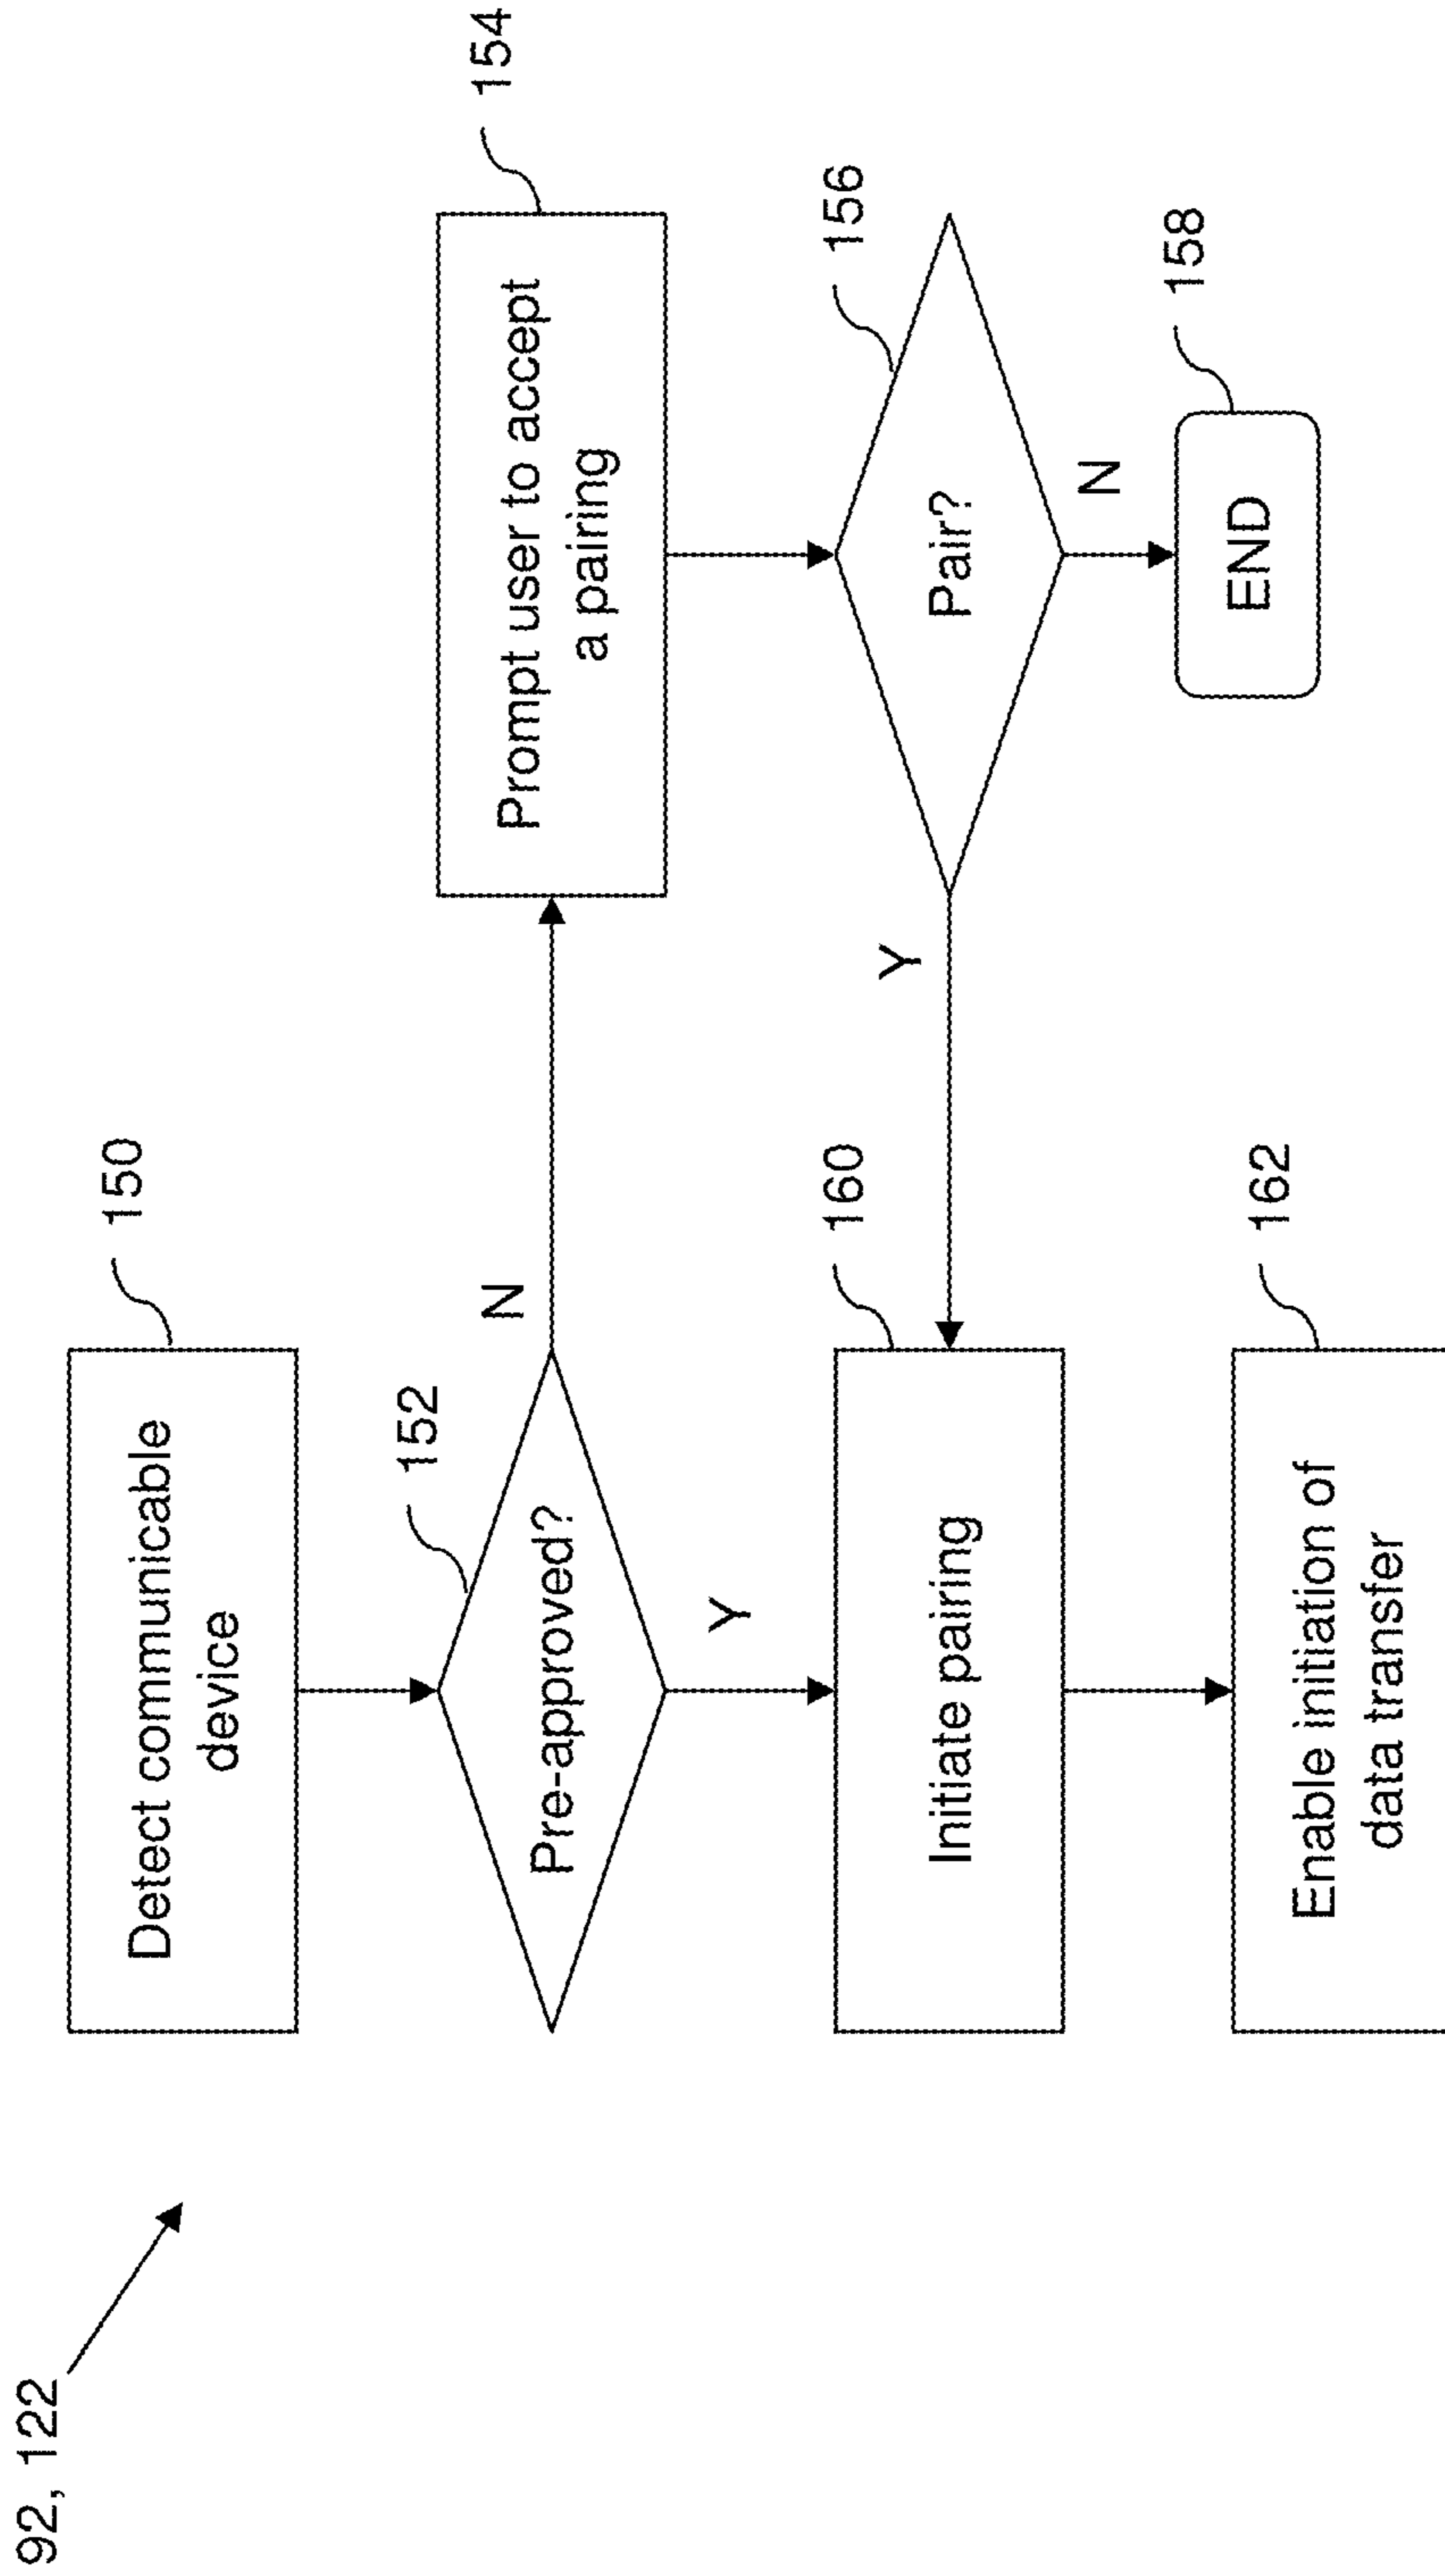 92, 122
Detect communicable
device
150
Pre-approved?
152
N
Y
Prompt user to accept
a pairing
154
Pair?
156
Y
N
END
158
Initiate pairing
160
Enable initiation of
data transfer
162